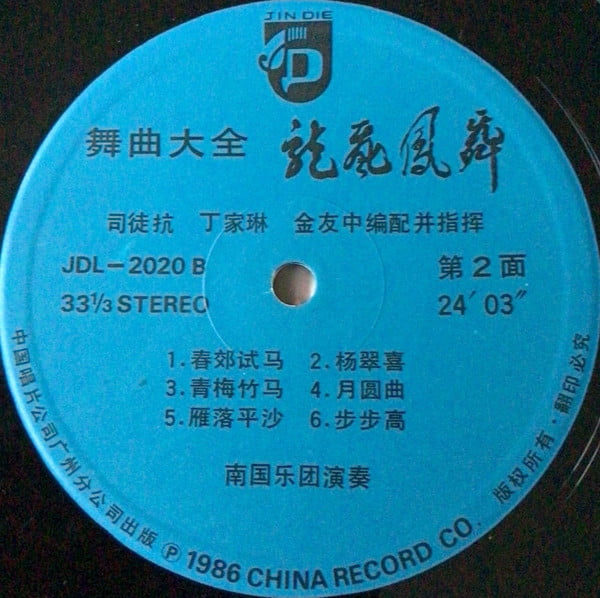 JIN DIE
JD
舞曲大全 龙飞凤舞
司徒抗 丁家琳 金友中编配并指挥
JDL-2020 B 第2面
33⅓ STEREO 24′ 03″
1.春郊试马 2.杨翠喜
3.青梅竹马 4.月圆曲
5.雁落平沙 6.步步高
南国乐团演奏
中国唱片公司广州分公司出版 ℗ 1986 CHINA RECORD CO. 版权所有·翻印必究